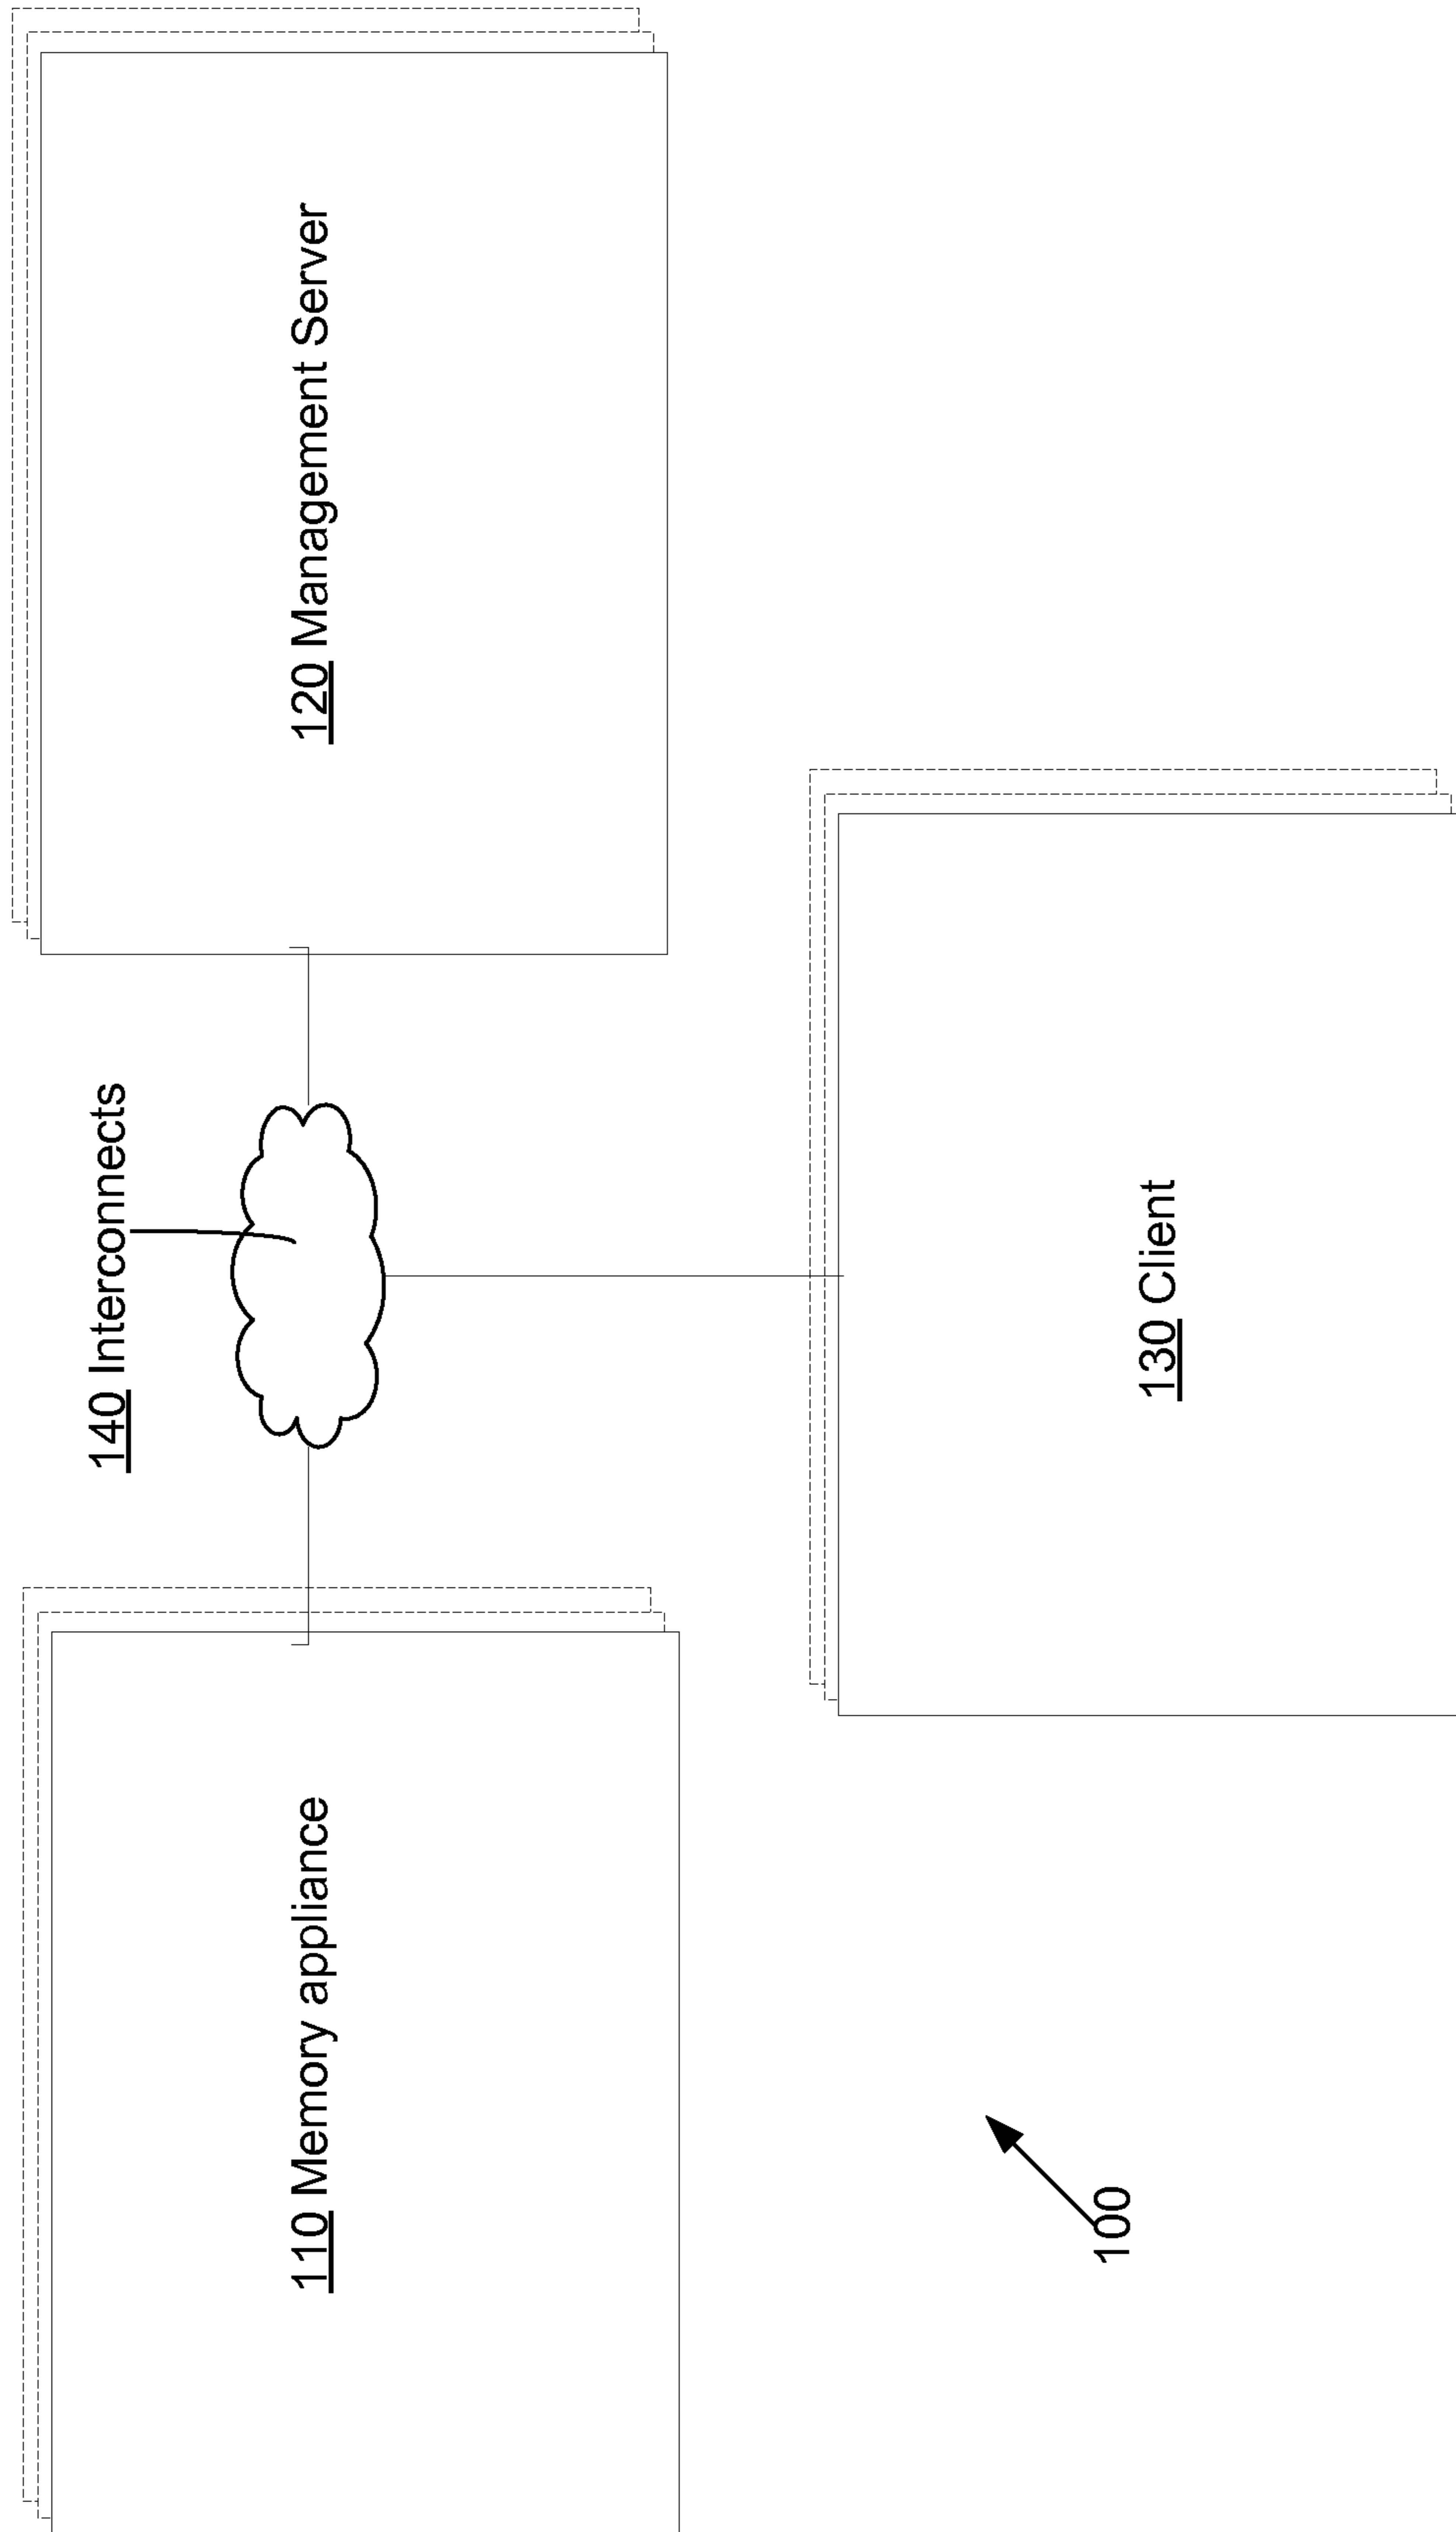 140 Interconnects
110 Memory appliance
120 Management Server
130 Client
100